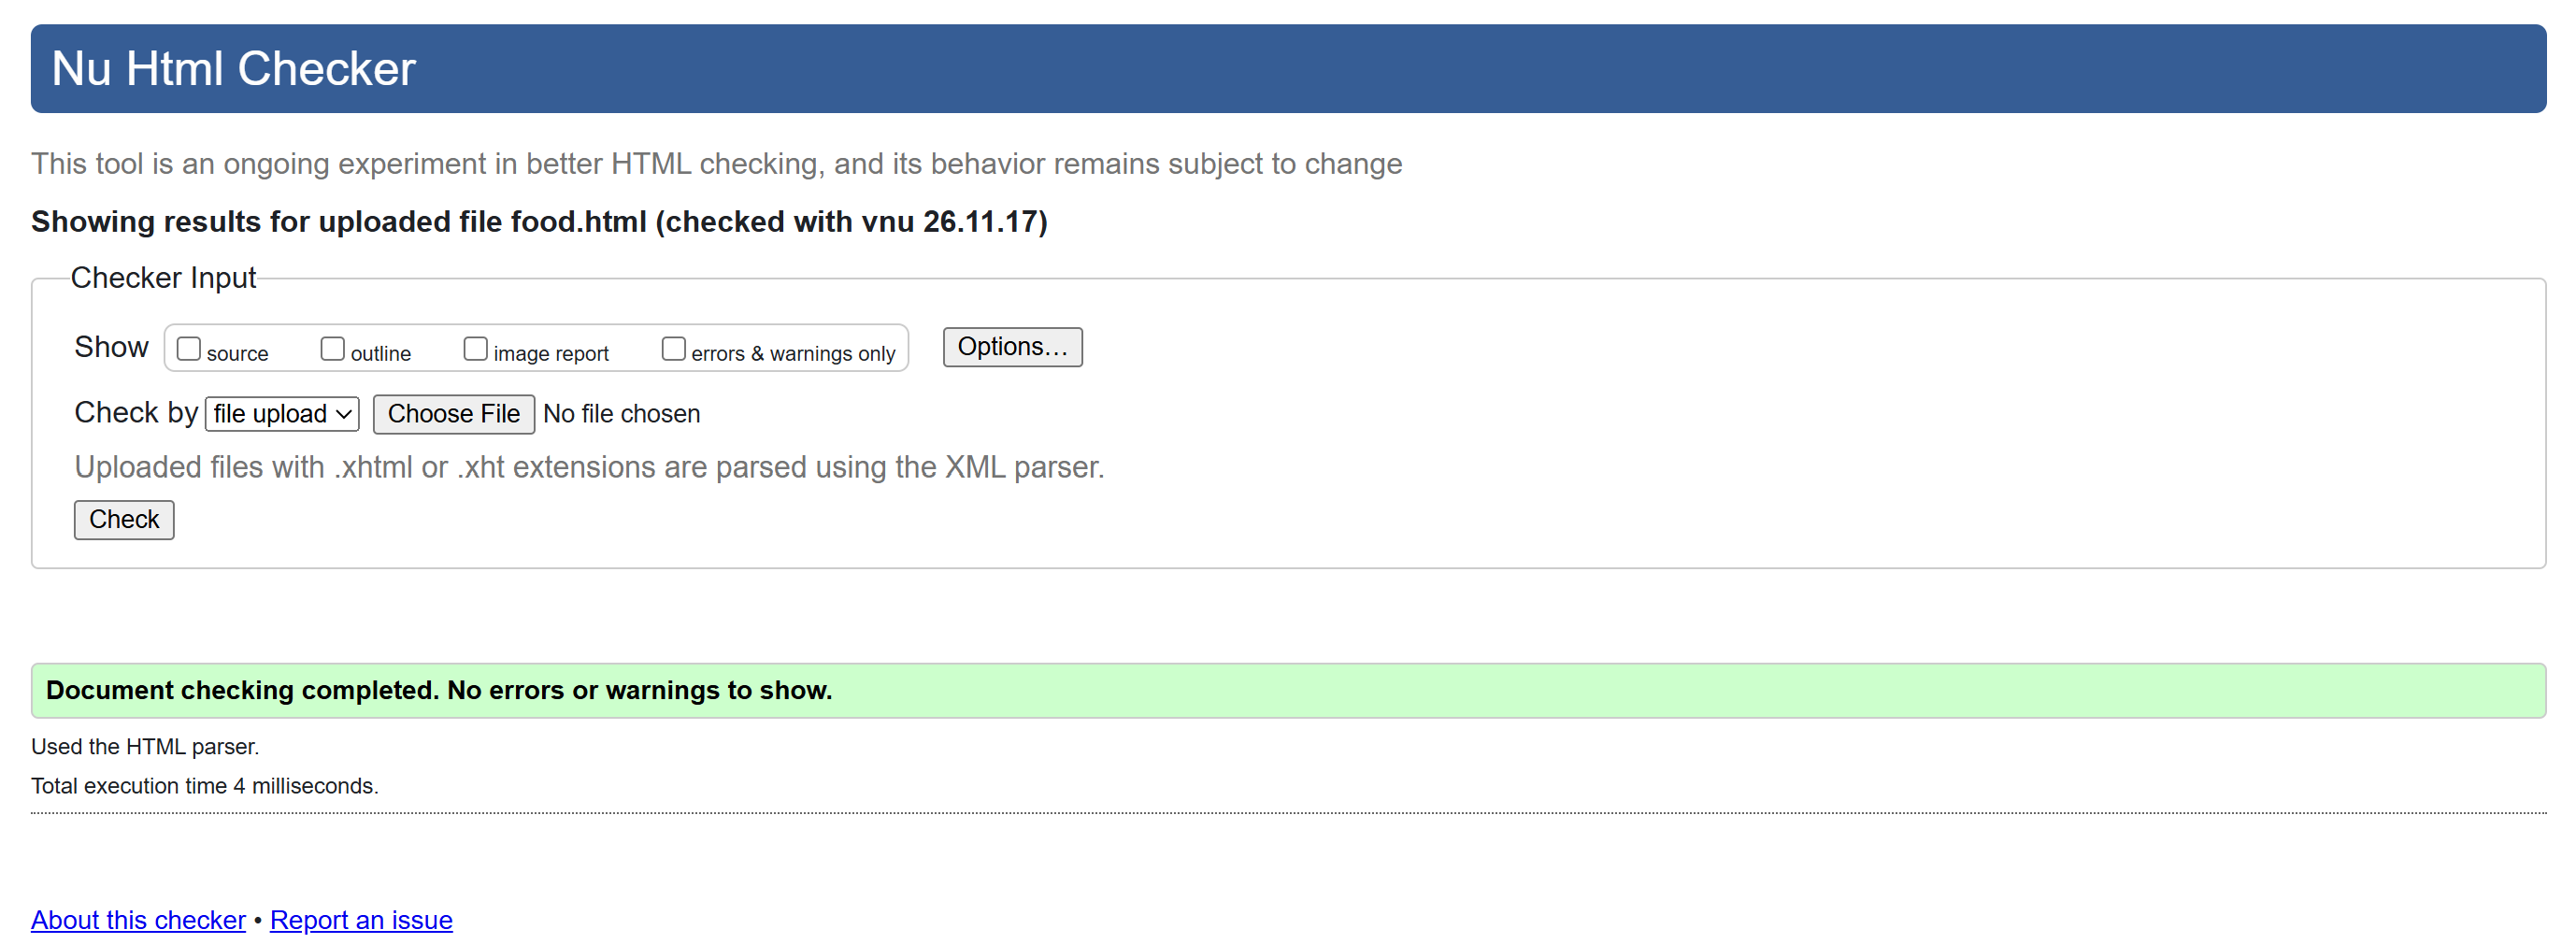 Nu Html Checker
This tool is an ongoing experiment in better HTML checking, and its behavior remains subject to change
Showing results for uploaded file food.html (checked with vnu 26.11.17)
Checker Input
Show source outline image report errors & warnings only Options…
Check by file upload Choose File No file chosen
Uploaded files with .xhtml or .xht extensions are parsed using the XML parser.
Check
Document checking completed. No errors or warnings to show.
Used the HTML parser.
Total execution time 4 milliseconds.
About this checker • Report an issue